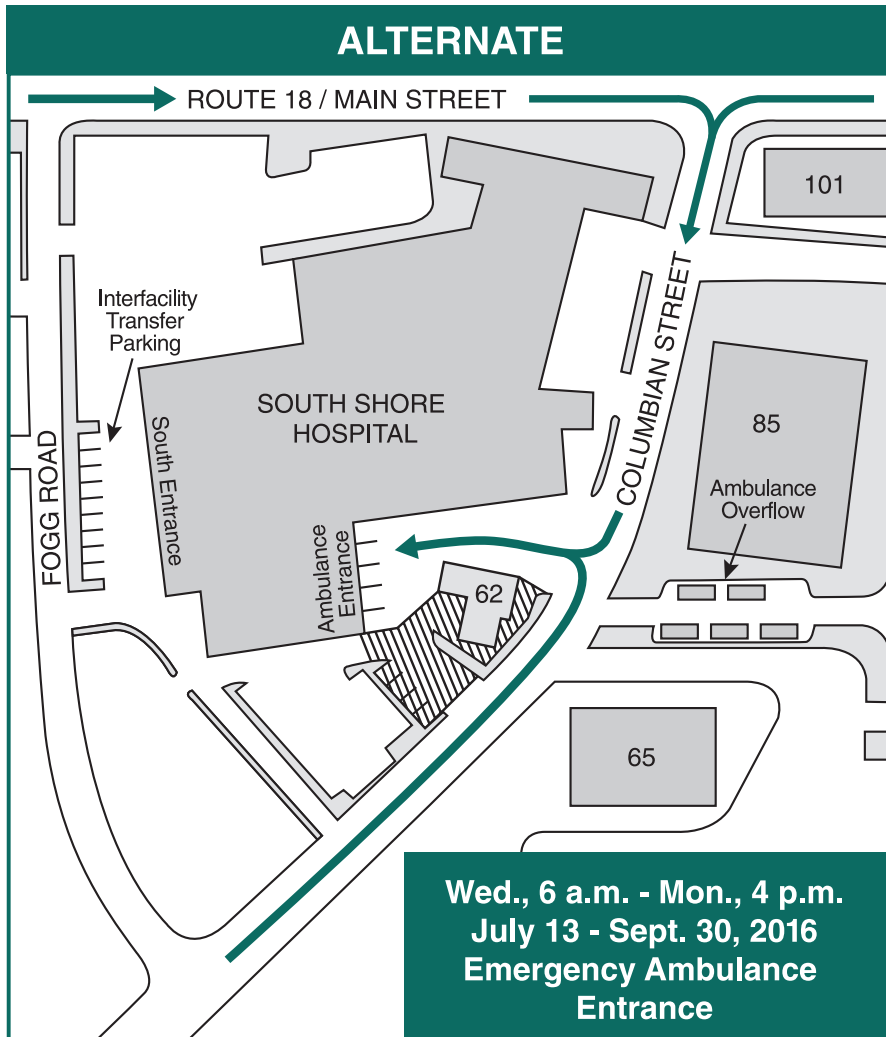 ALTERNATE
ROUTE 18 / MAIN STREET
101
Interfacility
Transfer
Parking
COLUMBIAN STREET
SOUTH SHORE
HOSPITAL
85
South Entrance
FOGG ROAD
Ambulance
Overflow
Ambulance
Entrance
62
65
Wed., 6 a.m. - Mon., 4 p.m.
July 13 - Sept. 30, 2016
Emergency Ambulance
Entrance